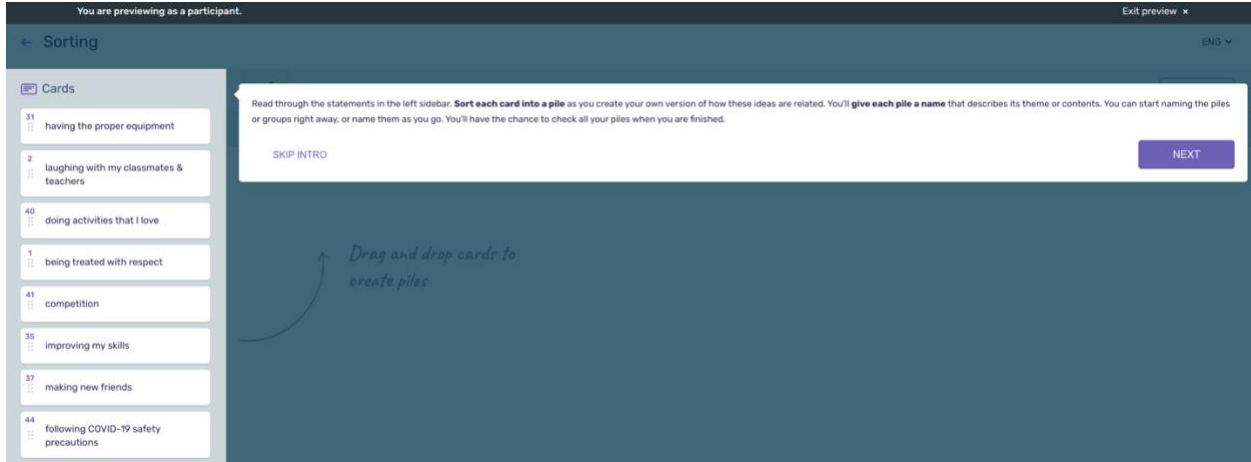 You are previewing as a participant.
Exit preview ×
← Sorting
ENG
Cards
Read through the statements in the left sidebar. Sort each card into a pile as you create your own version of how these ideas are related. You'll give each pile a name that describes its theme or contents. You can start naming the piles
or groups right away, or name them as you go. You'll have the chance to check all your piles when you are finished.
SKIP INTRO
NEXT
31
having the proper equipment
2
laughing with my classmates &
teachers
40
doing activities that I love
1
being treated with respect
41
competition
35
improving my skills
37
making new friends
44
following COVID-19 safety
precautions
Drag and drop cards to
create piles